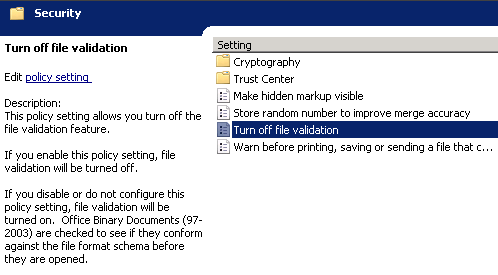 Security
Turn off file validation
Edit policy setting
Description:
This policy setting allows you turn off the
file validation feature.
If you enable this policy setting, file
validation will be turned off.
If you disable or do not configure this
policy setting, file validation will be
turned on. Office Binary Documents (97-
2003) are checked to see if they conform
against the file format schema before
they are opened.
Setting
Cryptography
Trust Center
Make hidden markup visible
Store random number to improve merge accuracy
Turn off file validation
Warn before printing, saving or sending a file that c...